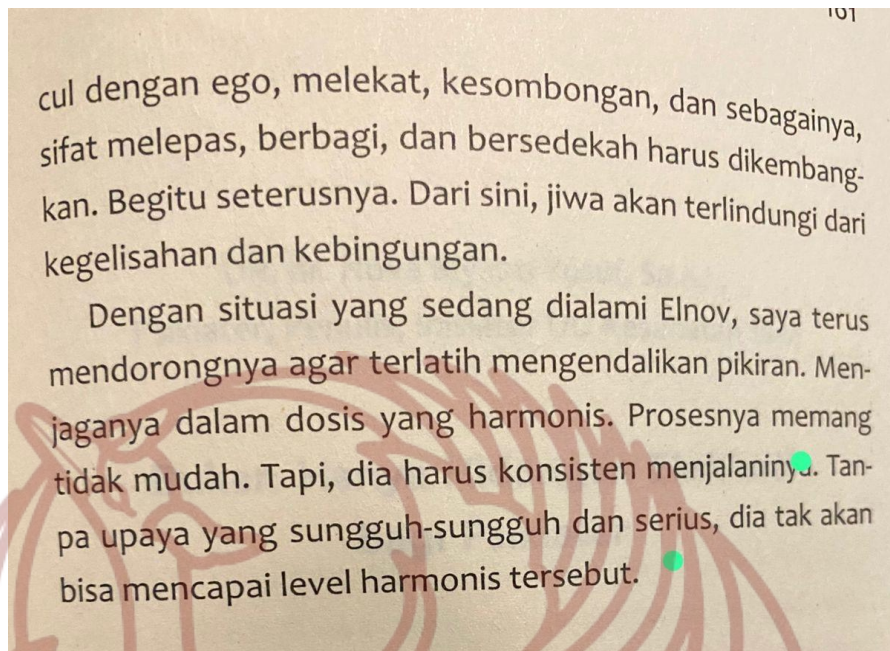 101
cul dengan ego, melekat, kesombongan, dan sebagainya,
sifat melepas, berbagi, dan bersedekah harus dikembang-
kan. Begitu seterusnya. Dari sini, jiwa akan terlindungi dari
kegelisahan dan kebingungan.
Dengan situasi yang sedang dialami Elnov, saya terus
mendorongnya agar terlatih mengendalikan pikiran. Men-
jaganya dalam dosis yang harmonis. Prosesnya memang
tidak mudah. Tapi, dia harus konsisten menjalaninya. Tan-
pa upaya yang sungguh-sungguh dan serius, dia tak akan
bisa mencapai level harmonis tersebut.